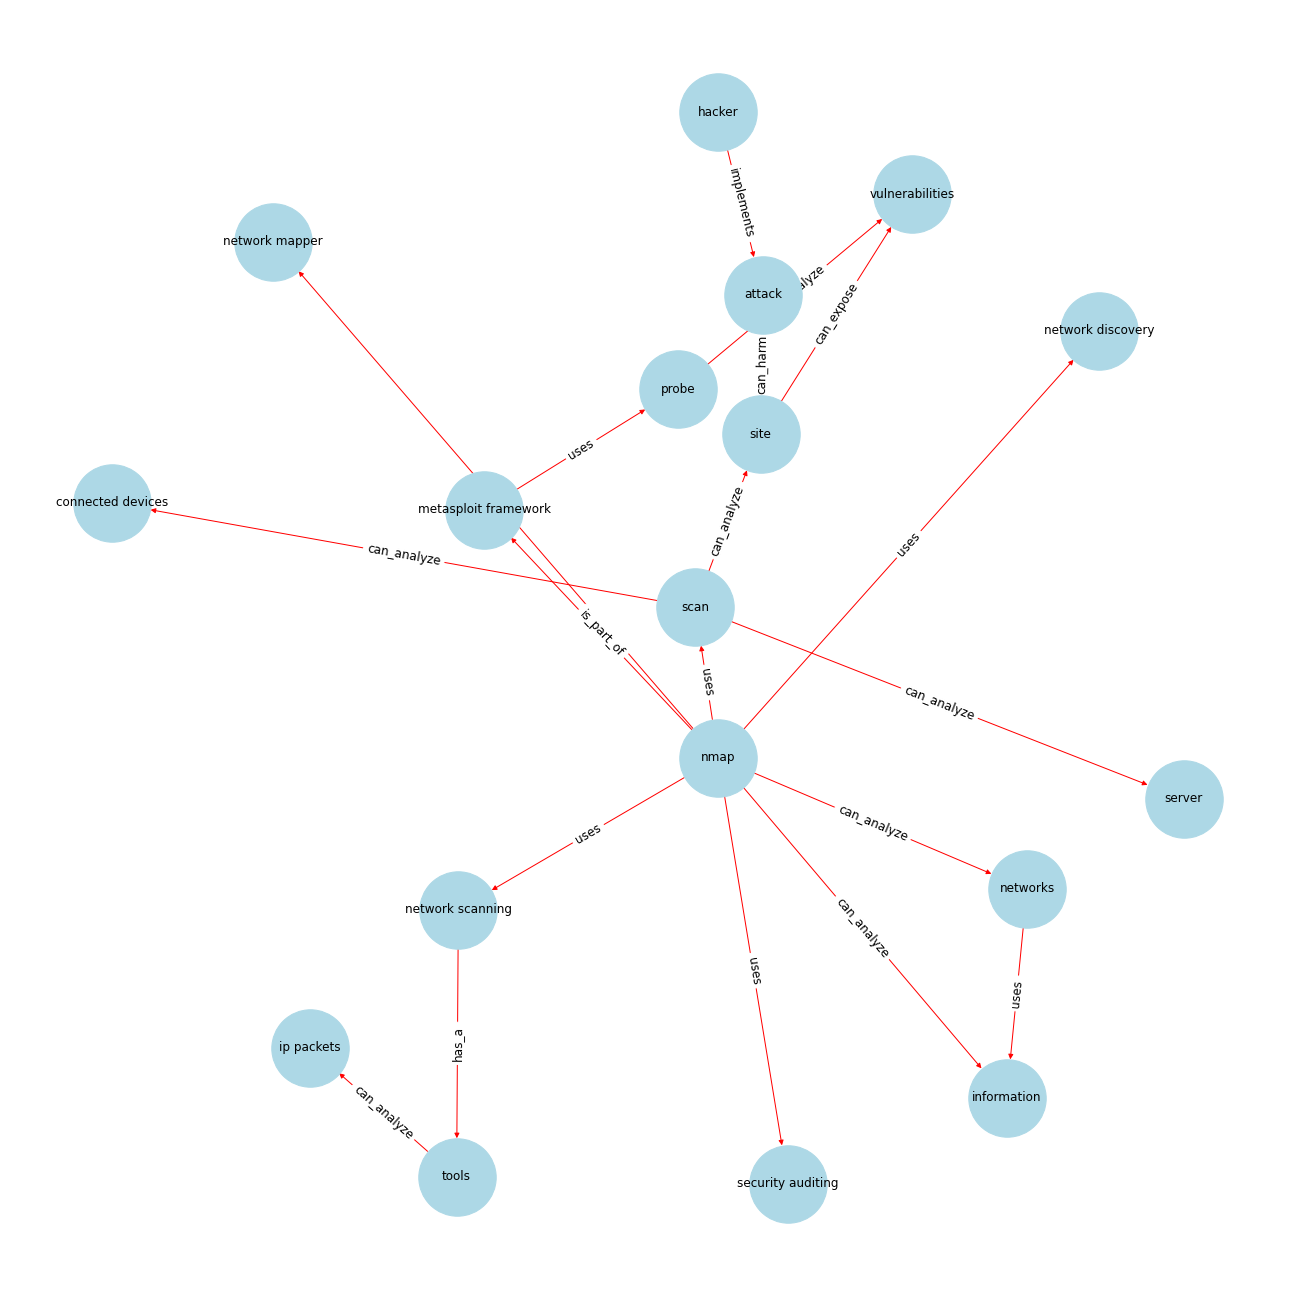 hacker
implements
vulnerabilities
network mapper
attack
can_expose
network discovery
can_harm
probe
site
uses
connected devices
metasploit framework
can_analyze
uses
can_analyze
scan
is_part_of
uses
can_analyze
nmap
server
uses
can_analyze
networks
network scanning
can_analyze
uses
uses
has_a
ip packets
can_analyze
information
tools
security auditing